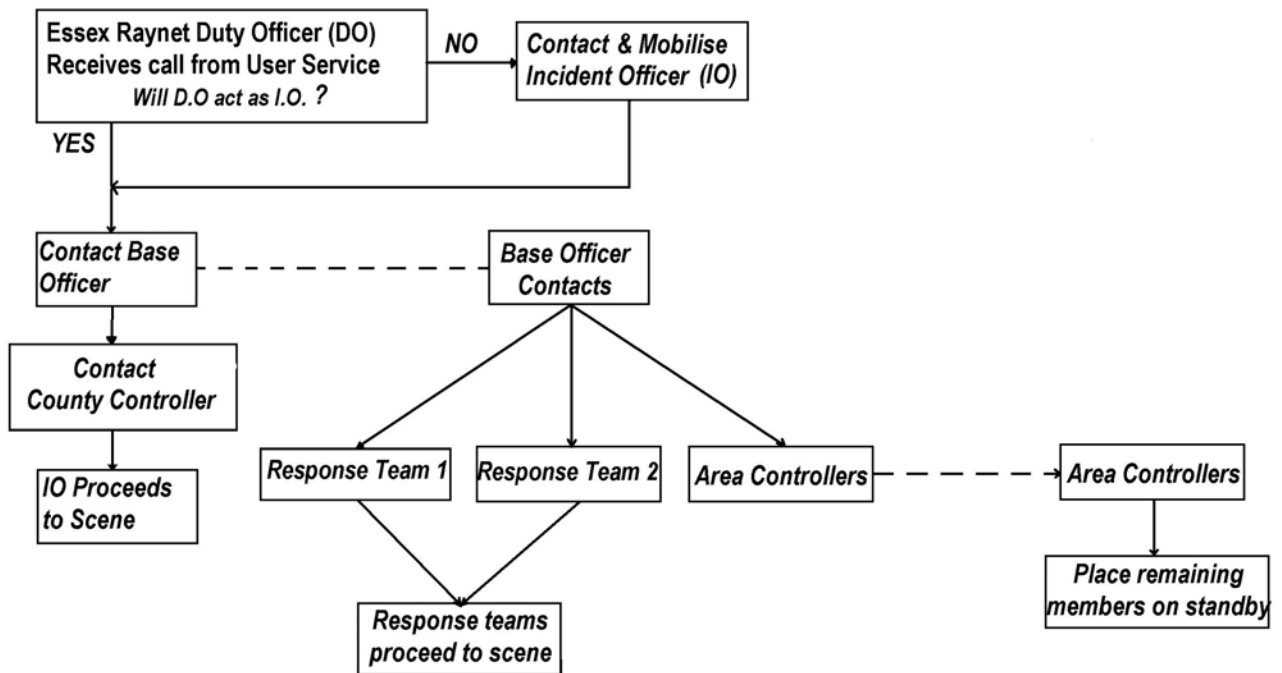 Essex Raynet Duty Officer (DO)
Receives call from User Service
Will D.O act as I.O. ?
NO
Contact & Mobilise
Incident Officer (IO)
YES
Contact Base
Officer
Base Officer
Contacts
Contact
County Controller
Response Team 1
Response Team 2
Area Controllers
Area Controllers
IO Proceeds
to Scene
Place remaining
members on standby
Response teams
proceed to scene